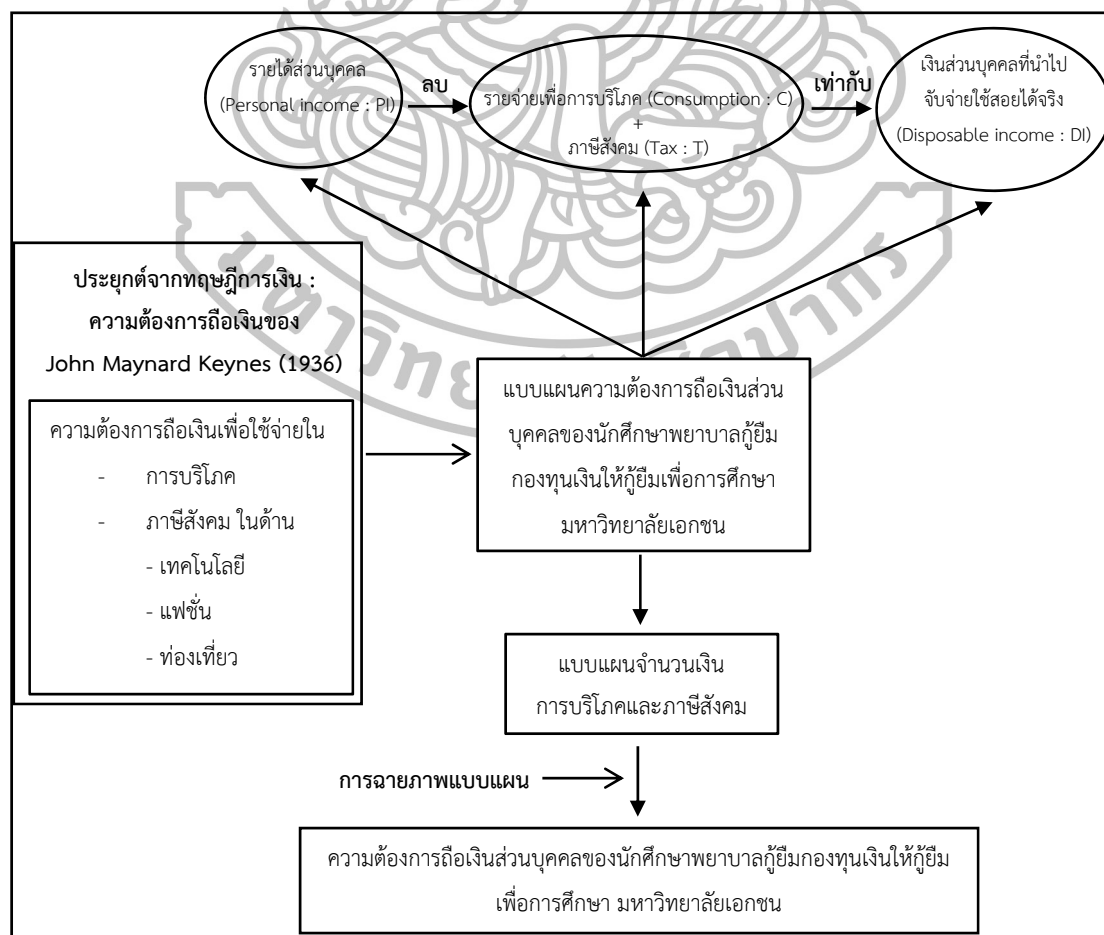 รายได้ส่วนบุคคล
(Personal income : PI)
ลบ
รายจ่ายเพื่อการบริโภค (Consumption : C)
+
ภาษีสังคม (Tax : T)
เท่ากับ
เงินส่วนบุคคลที่นำไป
จับจ่ายใช้สอยได้จริง
(Disposable income : DI)
ประยุกต์จากทฤษฎีการเงิน :
ความต้องการถือเงินของ
John Maynard Keynes (1936)
ความต้องการถือเงินเพื่อใช้จ่ายใน
- การบริโภค
- ภาษีสังคม ในด้าน
- เทคโนโลยี
- แฟชั่น
- ท่องเที่ยว
แบบแผนความต้องการถือเงินส่วน
บุคคลของนักศึกษาพยาบาลกู้ยืม
กองทุนเงินให้กู้ยืมเพื่อการศึกษา
มหาวิทยาลัยเอกชน
แบบแผนจำนวนเงิน
การบริโภคและภาษีสังคม
การฉายภาพแบบแผน
ความต้องการถือเงินส่วนบุคคลของนักศึกษาพยาบาลกู้ยืมกองทุนเงินให้กู้ยืม
เพื่อการศึกษา มหาวิทยาลัยเอกชน